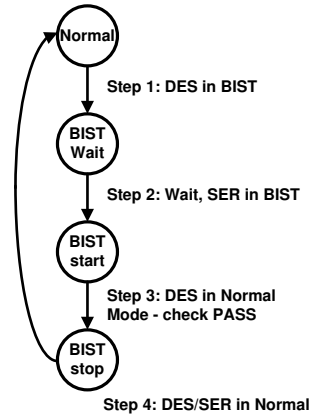 Normal
Step 1: DES in BIST
BIST
Wait
Step 2: Wait, SER in BIST
BIST
start
Step 3: DES in Normal
Mode - check PASS
BIST
stop
Step 4: DES/SER in Normal